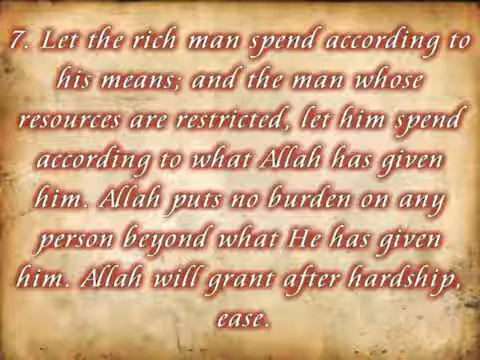 7. Let the rich man spend according to
his means; and the man whose
resources are restricted, let him spend
according to what Allah has given
him. Allah puts no burden on any
person beyond what He has given
him. Allah will grant after hardship,
ease.